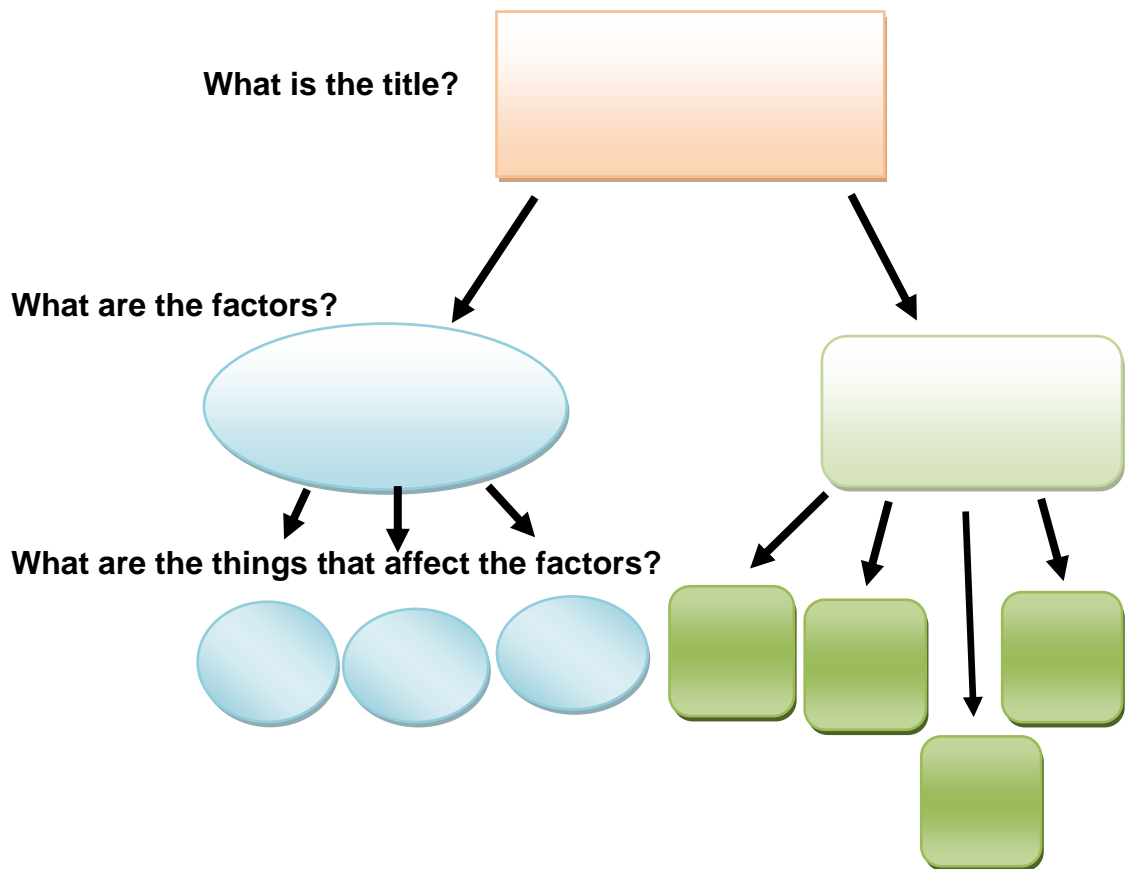 What is the title?
What are the factors?
What are the things that affect the factors?